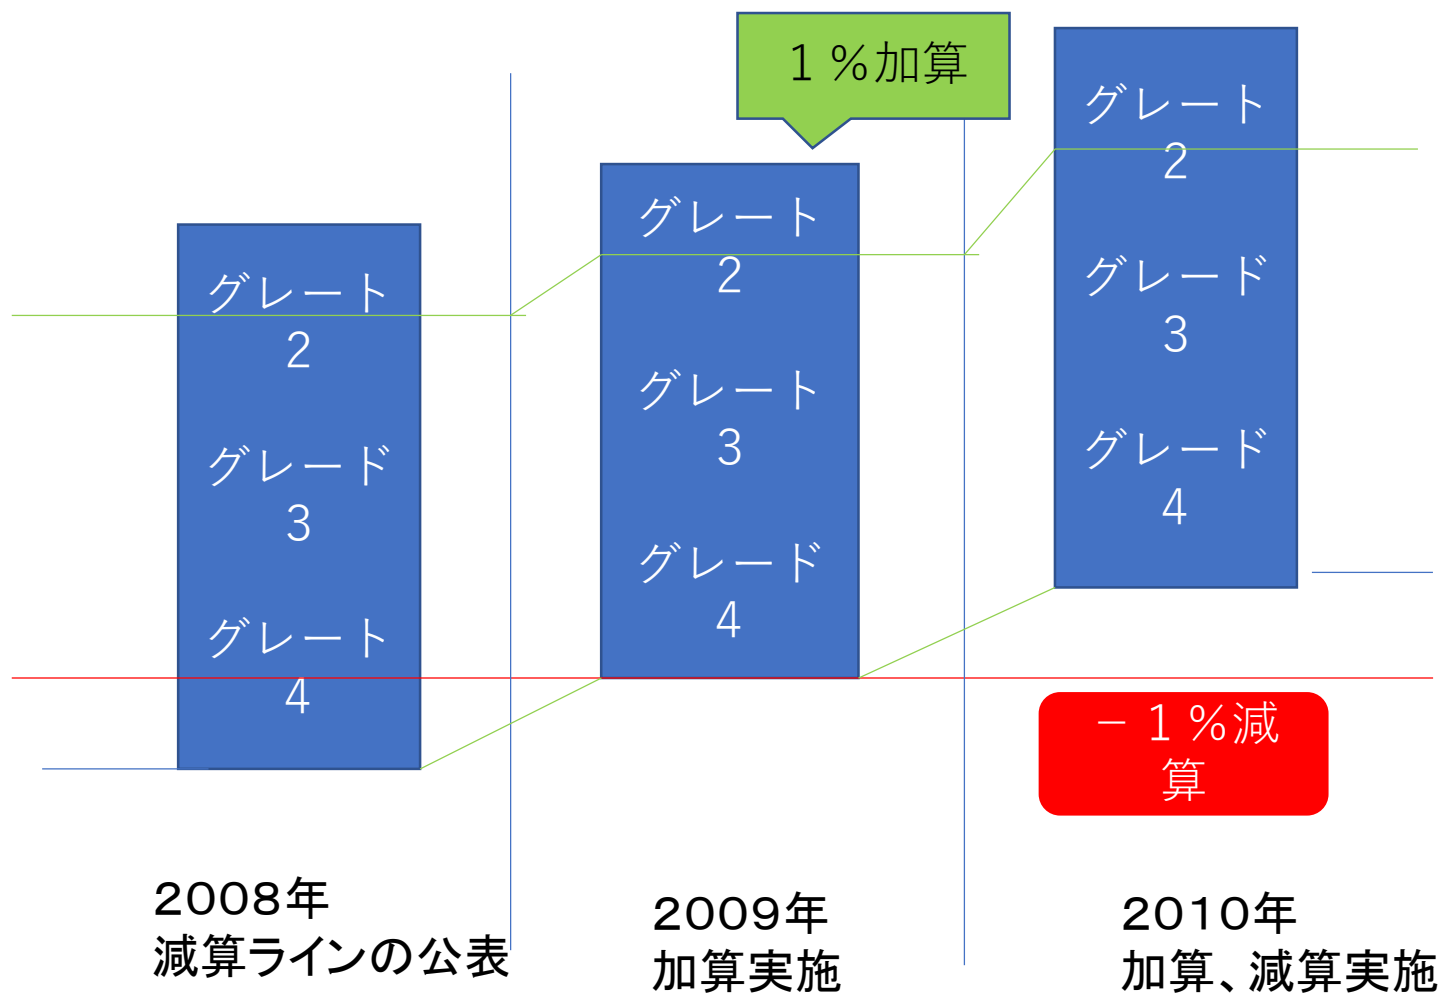 １％加算
グレート
2
グレード
3
グレート
4
グレート
2
グレート
3
グレード
4
グレート
2
グレード
3
グレード
4
－１％減
算
２００８年
減算ラインの公表
２００９年
加算実施
２０１０年
加算、減算実施